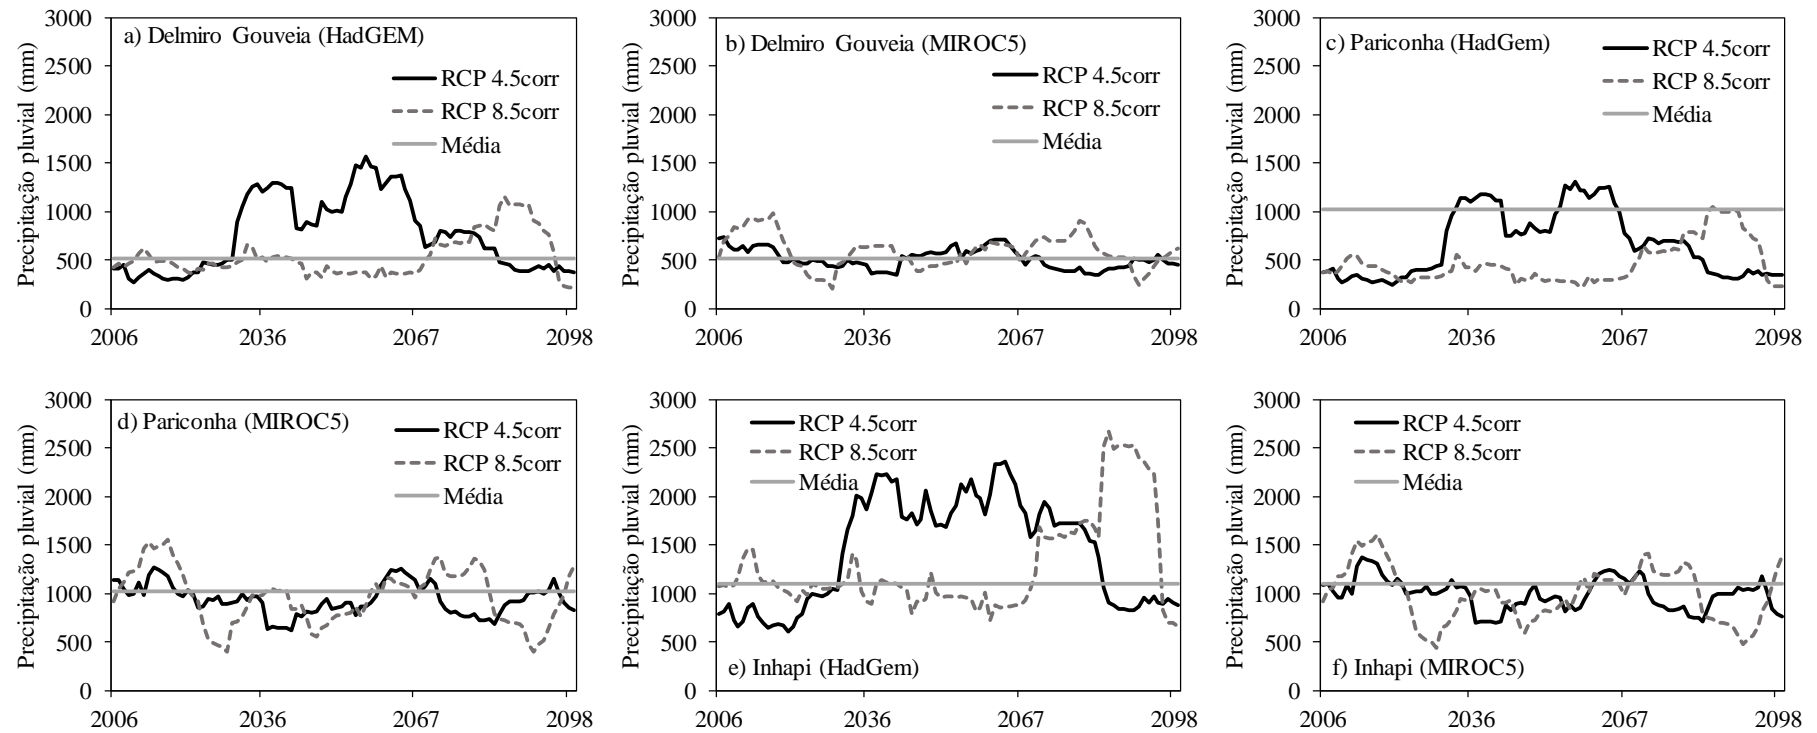 3000
2500
2000
1500
1000
500
0
Precipitação pluvial (mm)
a) Delmiro Gouveia (HadGEM)
RCP 4.5corr
RCP 8.5corr
Média
2006 2036 2067 2098
3000
2500
2000
1500
1000
500
0
Precipitação pluvial (mm)
b) Delmiro Gouveia (MIROC5)
RCP 4.5corr
RCP 8.5corr
Média
2006 2036 2067 2098
3000
2500
2000
1500
1000
500
0
Precipitação pluvial (mm)
c) Pariconha (HadGem)
RCP 4.5corr
RCP 8.5corr
Média
2006 2036 2067 2098
3000
2500
2000
1500
1000
500
0
Precipitação pluvial (mm)
d) Pariconha (MIROC5)
RCP 4.5corr
RCP 8.5corr
Média
2006 2036 2067 2098
3000
2500
2000
1500
1000
500
0
Precipitação pluvial (mm)
RCP 4.5corr
RCP 8.5corr
Média
e) Inhapi (HadGem)
2006 2036 2067 2098
3000
2500
2000
1500
1000
500
0
Precipitação pluvial (mm)
RCP 4.5corr
RCP 8.5corr
Média
f) Inhapi (MIROC5)
2006 2036 2067 2098